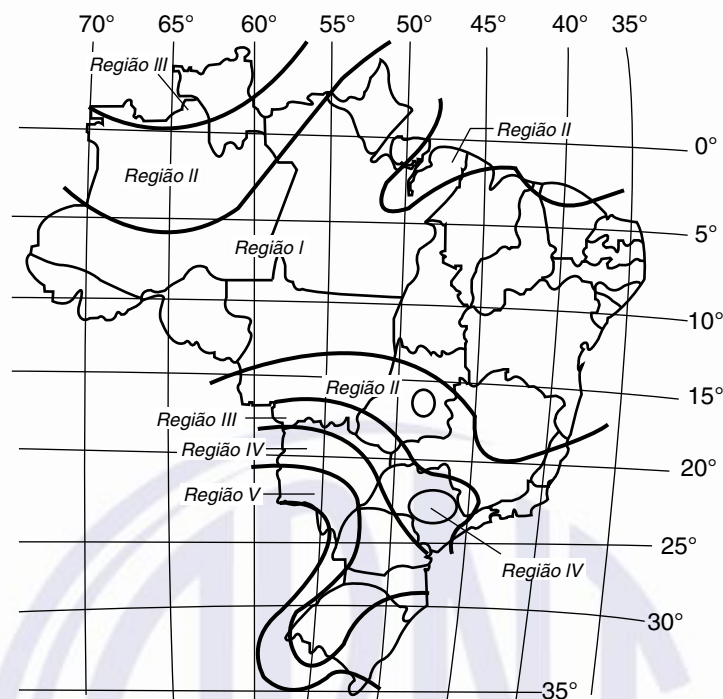 70° 65° 60° 55° 50° 45° 40° 35°
Região III
Região II
0°
Região II
5°
Região I
10°
Região II
15°
Região III
Região IV
20°
Região V
25°
Região IV
30°
35°